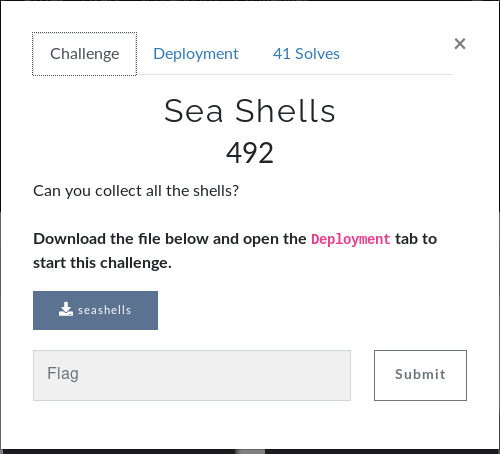 Challenge Deployment 41 Solves ×
Sea Shells
492
Can you collect all the shells?
Download the file below and open the Deployment tab to
start this challenge.
seashells
Flag Submit